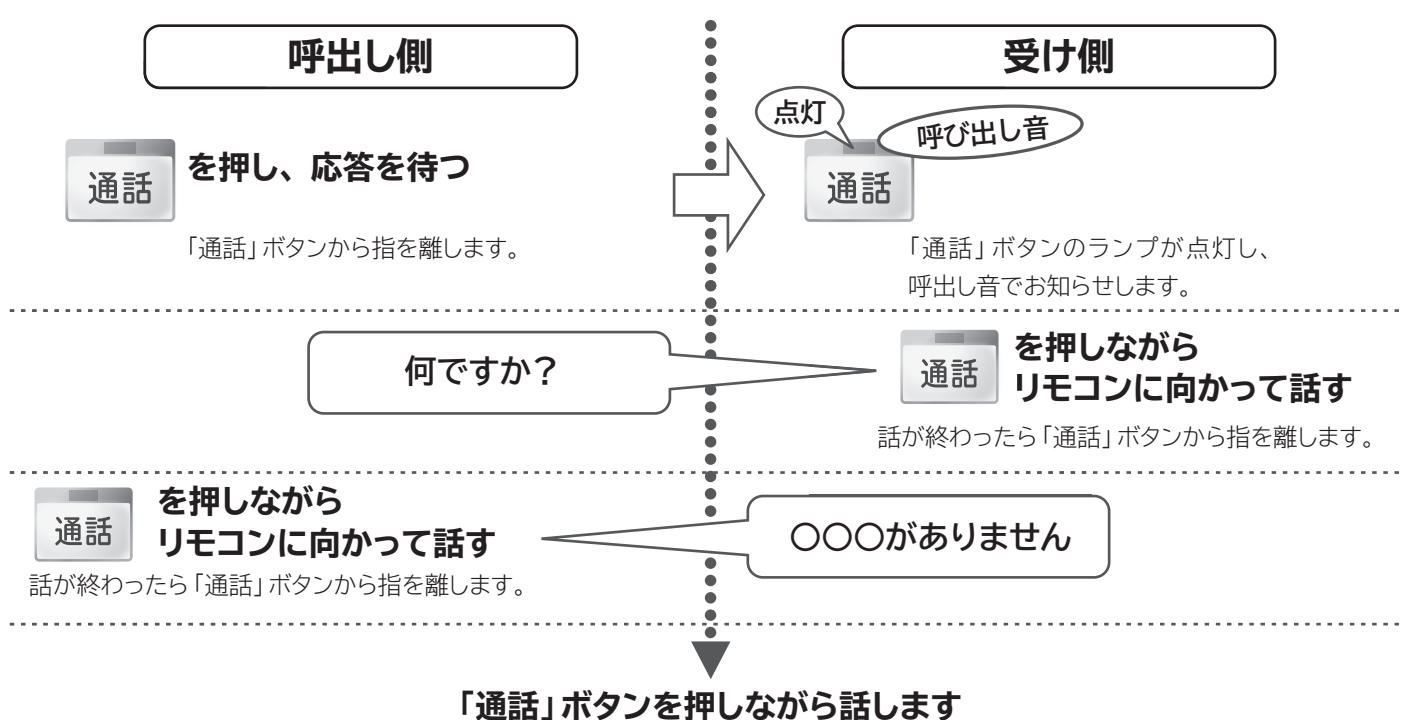 呼出し側
受け側
通話
を押し、応答を待つ
「通話」ボタンから指を離します。
点灯
呼び出し音
通話
「通話」ボタンのランプが点灯し、
呼出し音でお知らせします。
何ですか？
通話
を押しながら
リモコンに向かって話す
話が終わったら「通話」ボタンから指を離します。
通話
を押しながら
リモコンに向かって話す
話が終わったら「通話」ボタンから指を離します。
○○○がありません
「通話」ボタンを押しながら話します